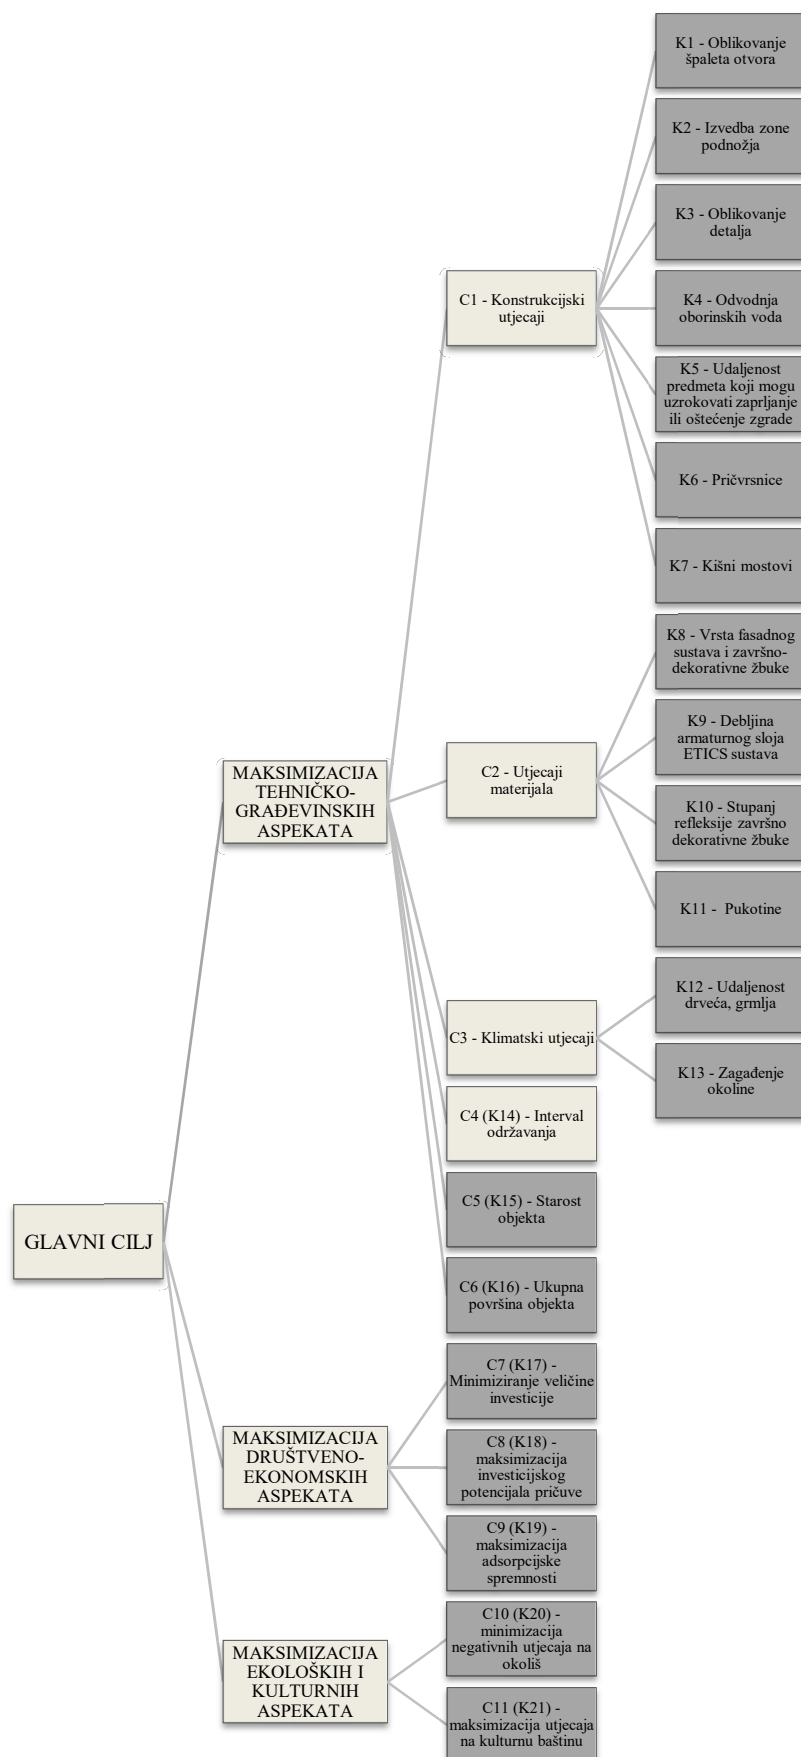 GLAVNI CILJ
MAKSIMIZACIJA
TEHNIČKO-
GRAĐEVINSKIH
ASPEKATA
C1 - Konstrukcijski
utjecaji
K1 - Oblikovanje
špaleta otvora
K2 - Izvedba zone
podnožja
K3 - Oblikovanje
detalja
K4 - Odvodnja
oborinskih voda
K5 - Udaljenost
predmeta koji mogu
uzrokovati zaprljanje
ili oštećenje zgrade
K6 - Pričvrsnice
K7 - Kišni mostovi
C2 - Utjecaji
materijala
K8 - Vrsta fasadnog
sustava i završno-
dekorativne žbuke
K9 - Debljina
armaturnog sloja
ETICS sustava
K10 - Stupanj
refleksije završno
dekorativne žbuke
K11 - Pukotine
C3 - Klimatski utjecaji
K12 - Udaljenost
drveća, grmlja
K13 - Zagađenje
okoline
C4 (K14) - Interval
održavanja
C5 (K15) - Starost
objekta
C6 (K16) - Ukupna
površina objekta
MAKSIMIZACIJA
DRUŠTVENO-
EKONOMSKIH
ASPEKATA
C7 (K17) -
Minimiziranje veličine
investicije
C8 (K18) -
maksimizacija
investicijskog
potencijala pričuve
C9 (K19) -
maksimizacija
adsorpcijske
spremnosti
MAKSIMIZACIJA
EKOLOŠKIH I
KULTURNIH
ASPEKATA
C10 (K20) -
minimizacija
negativnih utjecaja na
okoliš
C11 (K21) -
maksimizacija utjecaja
na kulturnu baštinu